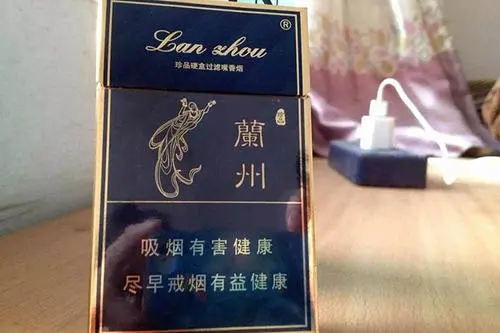 Lan zhou ®
珍品硬盒过滤嘴香烟
蘭州
吸烟有害健康
尽早戒烟有益健康